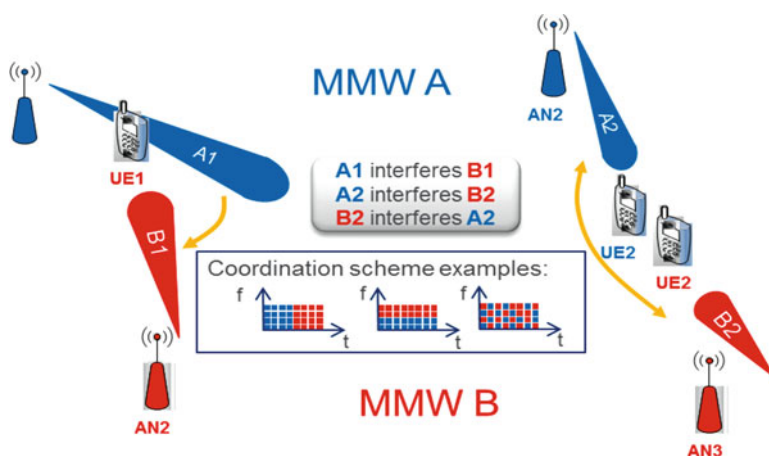 MMW A
AN2
A2
UE1
A1
A1 interferes B1
A2 interferes B2
B2 interferes A2
UE2
UE2
B1
Coordination scheme examples:
f
f
f
t
t
t
B2
AN2
MMW B
AN3